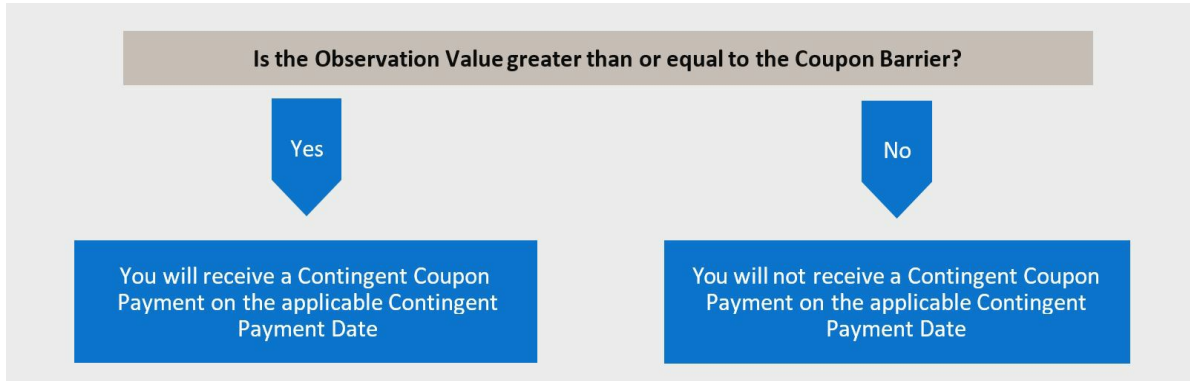 Is the Observation Value greater than or equal to the Coupon Barrier?
Yes
No
You will receive a Contingent Coupon
Payment on the applicable Contingent
Payment Date
You will not receive a Contingent Coupon
Payment on the applicable Contingent
Payment Date